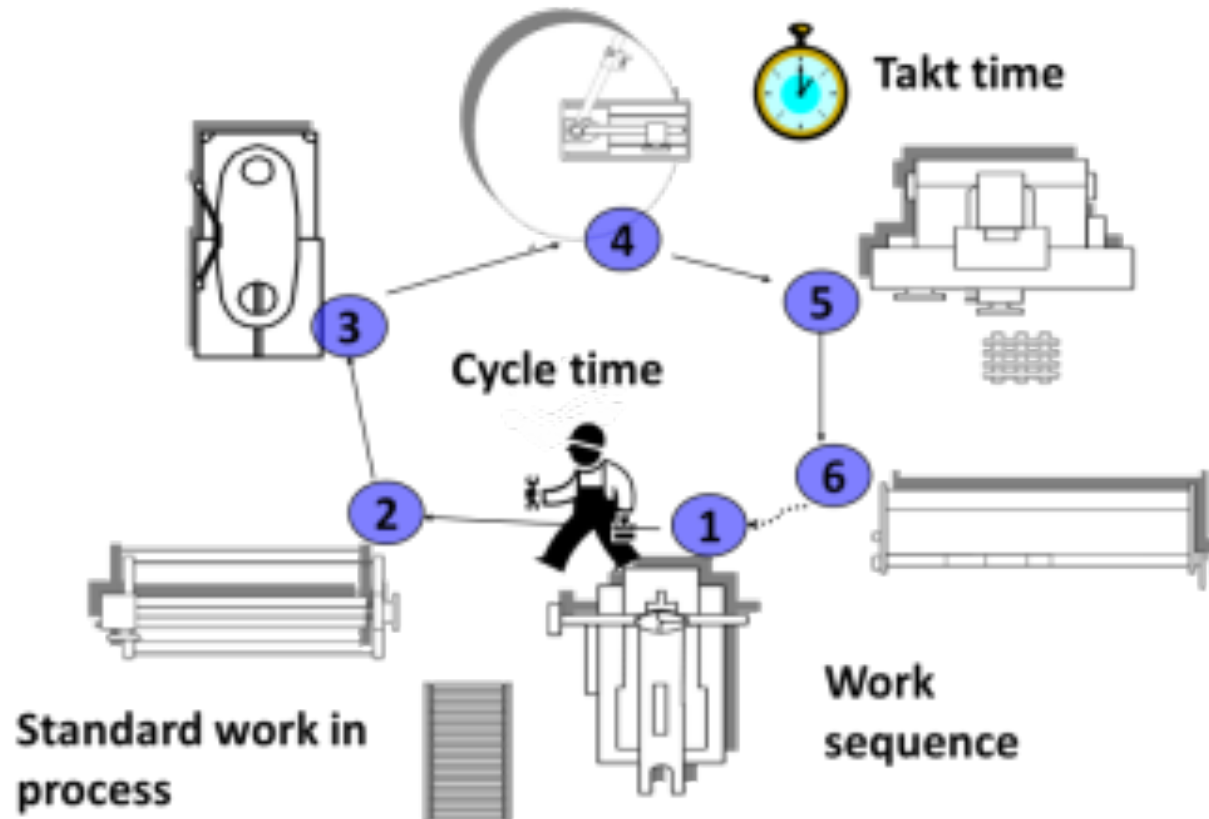 Takt time
4
5
3
Cycle time
6
2
1
Work
sequence
Standard work in
process